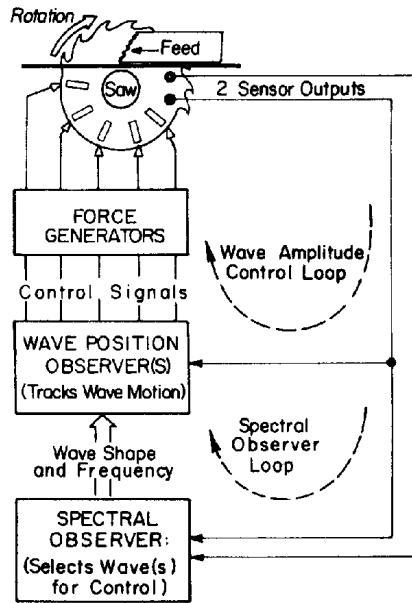 Rotation
Feed
Saw
2 Sensor Outputs
FORCE
GENERATORS
Wave Amplitude
Control Loop
Control Signals
WAVE POSITION
OBSERVER(S)
(Tracks Wave Motion)
Spectral
Observer
Loop
Wave Shape
and Frequency
SPECTRAL
OBSERVER:
(Selects Wave(s)
for Control)